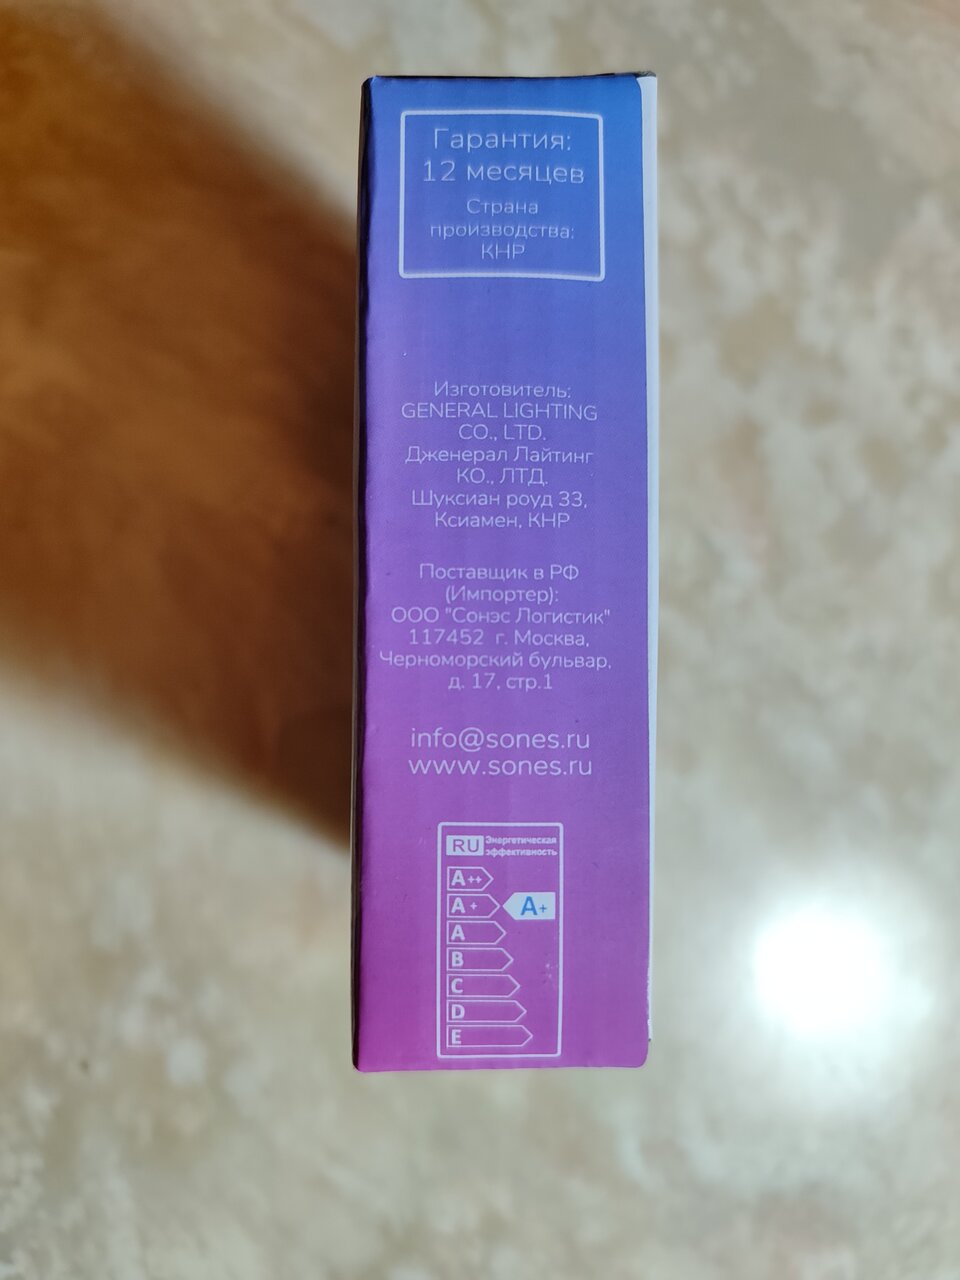 Гарантия:
12 месяцев
Страна
производства:
КНР
Изготовитель:
GENERAL LIGHTING
CO., LTD.
Дженерал Лайтинг
КО., ЛТД.
Шуксиан роуд 33,
Ксиамен, КНР
Поставщик в РФ
(Импортер):
ООО "Сонэс Логистик"
117452 г. Москва,
Черноморский бульвар,
д. 17, стр.1
info@sones.ru
www.sones.ru
RU Энергетическая
эффективность
A++
A+ A+
A
B
C
D
E